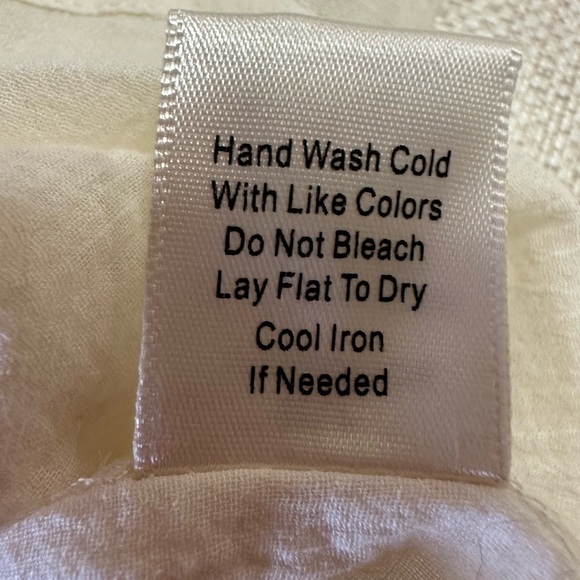 Hand Wash Cold
With Like Colors
Do Not Bleach
Lay Flat To Dry
Cool Iron
If Needed